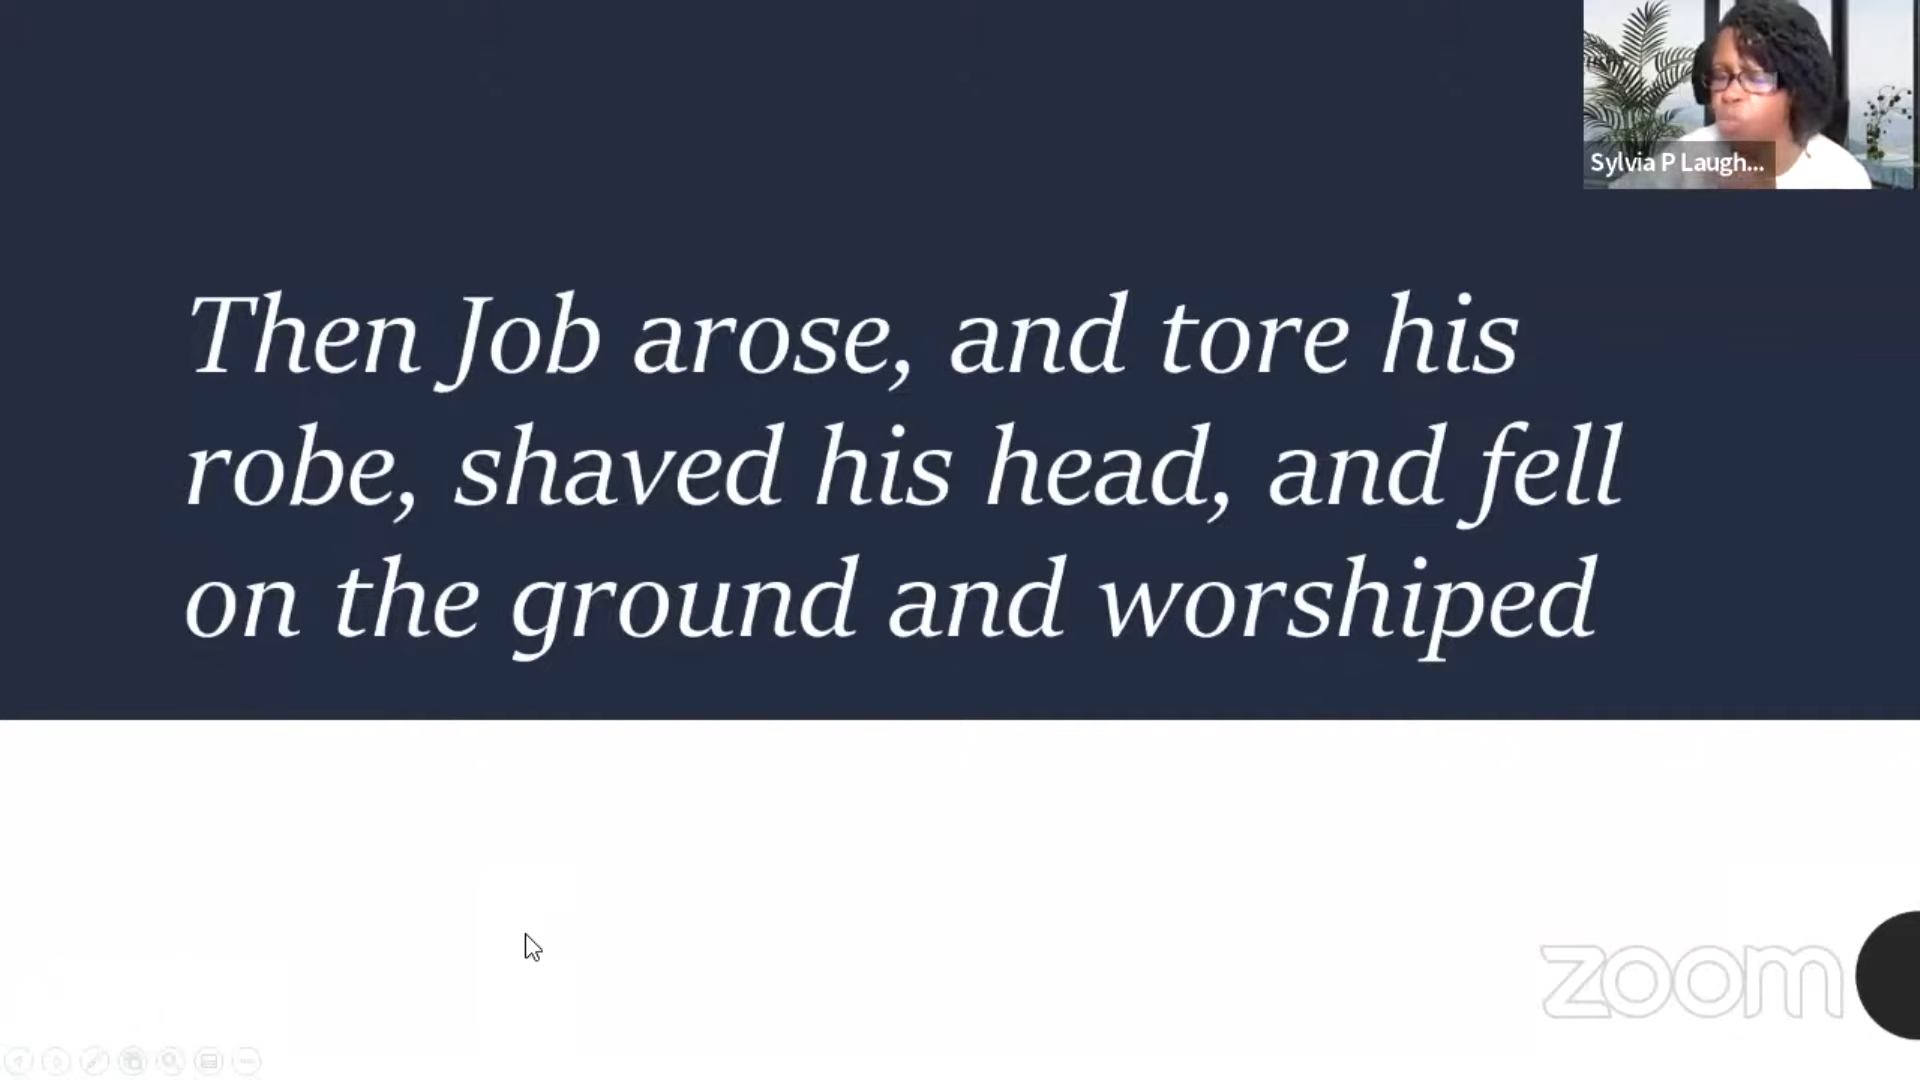 Sylvia P Laugh...
Then Job arose, and tore his
robe, shaved his head, and fell
on the ground and worshiped
zoom